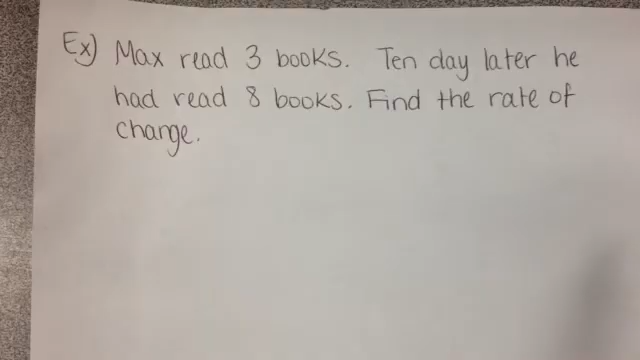 Ex) Max read 3 books. Ten day later he
had read 8 books. Find the rate of
change.